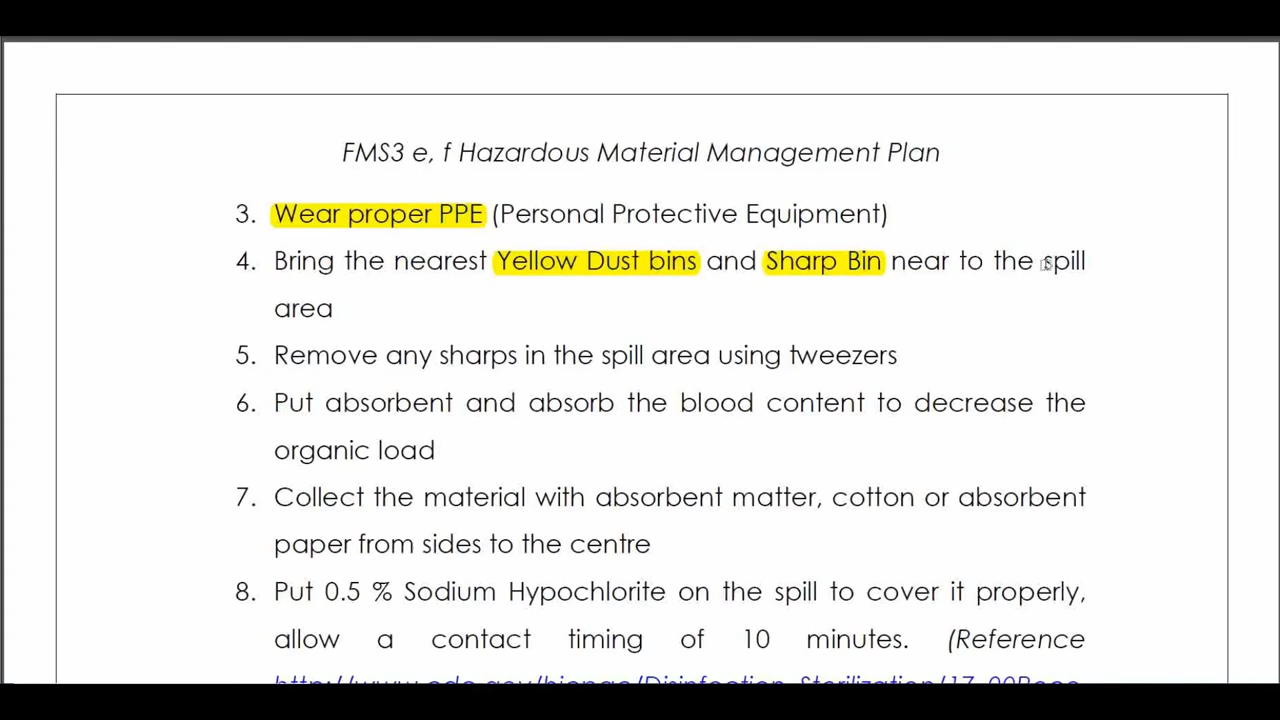 FMS3 e, f Hazardous Material Management Plan
3. Wear proper PPE (Personal Protective Equipment)
4. Bring the nearest Yellow Dust bins and Sharp Bin near to the spill
area
5. Remove any sharps in the spill area using tweezers
6. Put absorbent and absorb the blood content to decrease the
organic load
7. Collect the material with absorbent matter, cotton or absorbent
paper from sides to the centre
8. Put 0.5 % Sodium Hypochlorite on the spill to cover it properly,
allow a contact timing of 10 minutes. (Reference